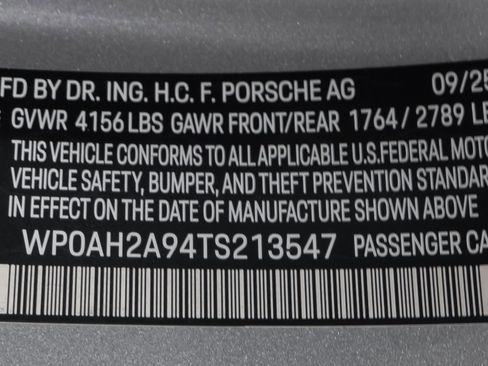 MFD BY DR. ING. H.C. F. PORSCHE AG 09/25
GVWR 4156 LBS GAWR FRONT/REAR 1764 / 2789 LB
THIS VEHICLE CONFORMS TO ALL APPLICABLE U.S. FEDERAL MOTO
VEHICLE SAFETY, BUMPER, AND THEFT PREVENTION STANDAR
IN EFFECT ON THE DATE OF MANUFACTURE SHOWN ABOVE
WP0AH2A94TS213547 PASSENGER CA